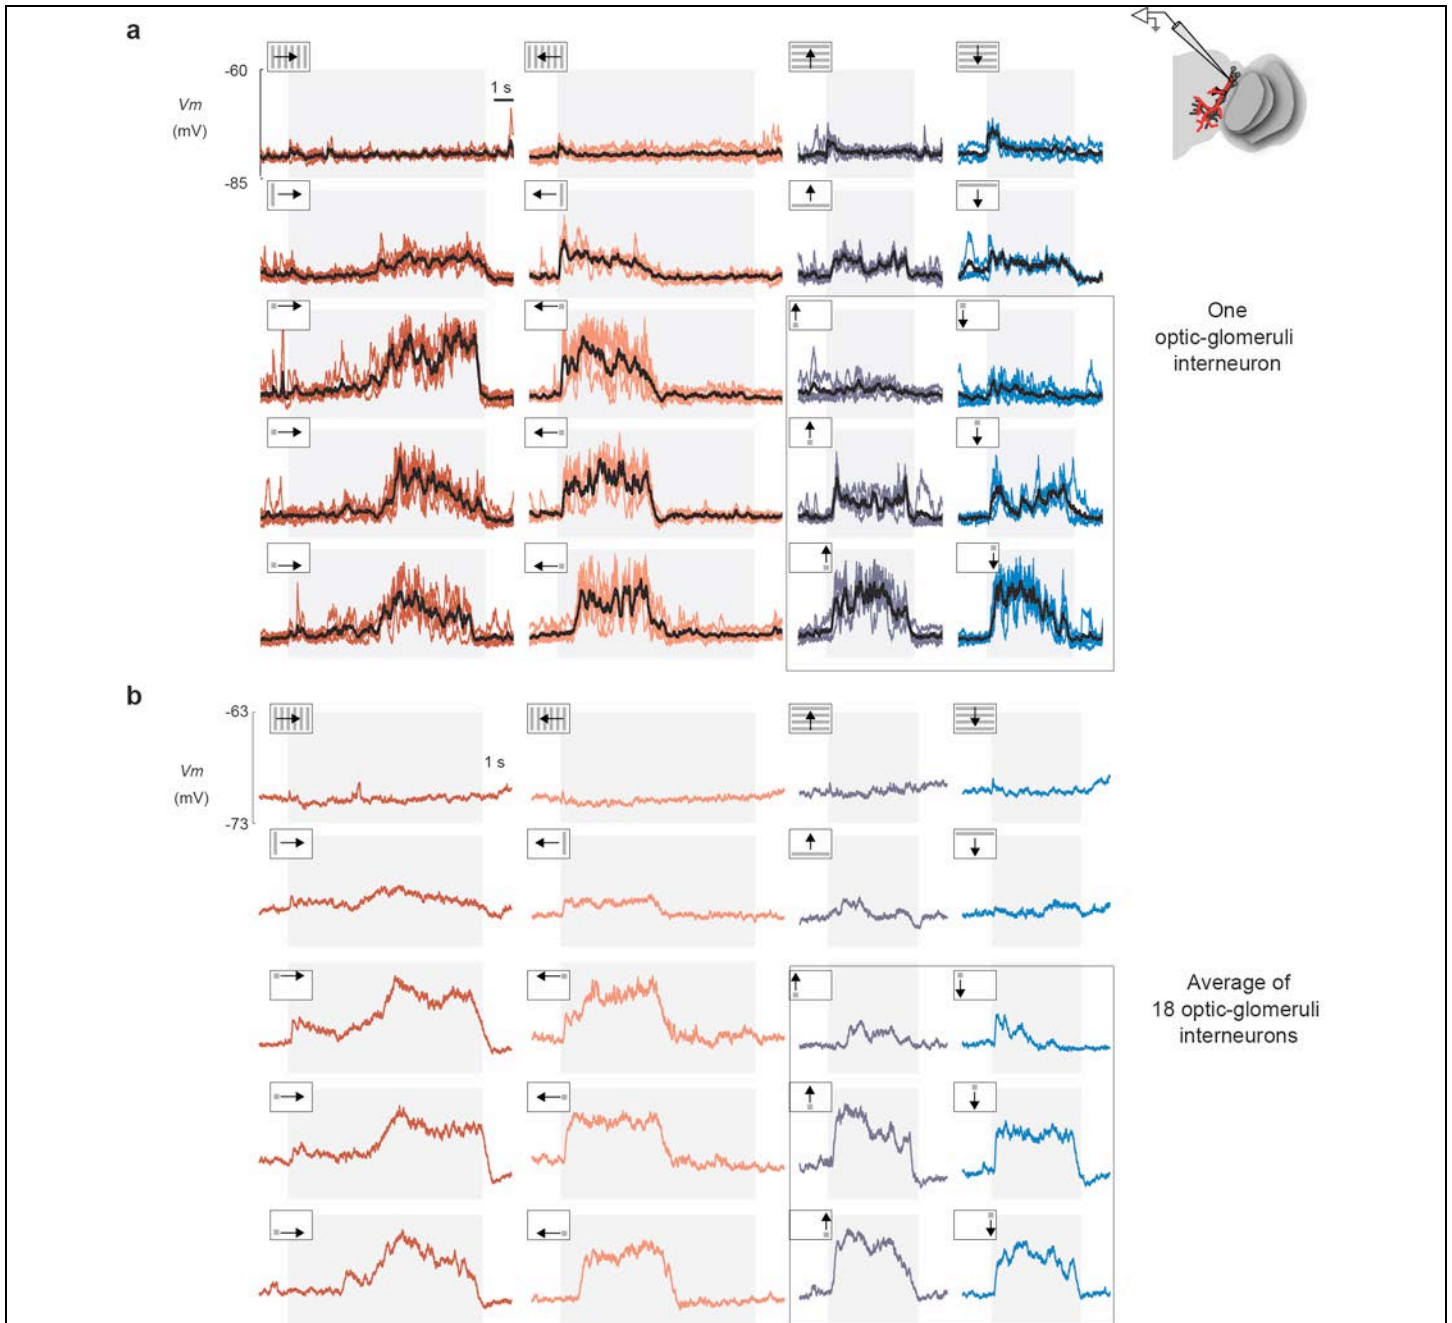 a
-60
1 s
Vm
(mV)
-85
One
optic-glomeruli
interneuron
b
-63
1 s
Vm
(mV)
-73
Average of
18 optic-glomeruli
interneurons